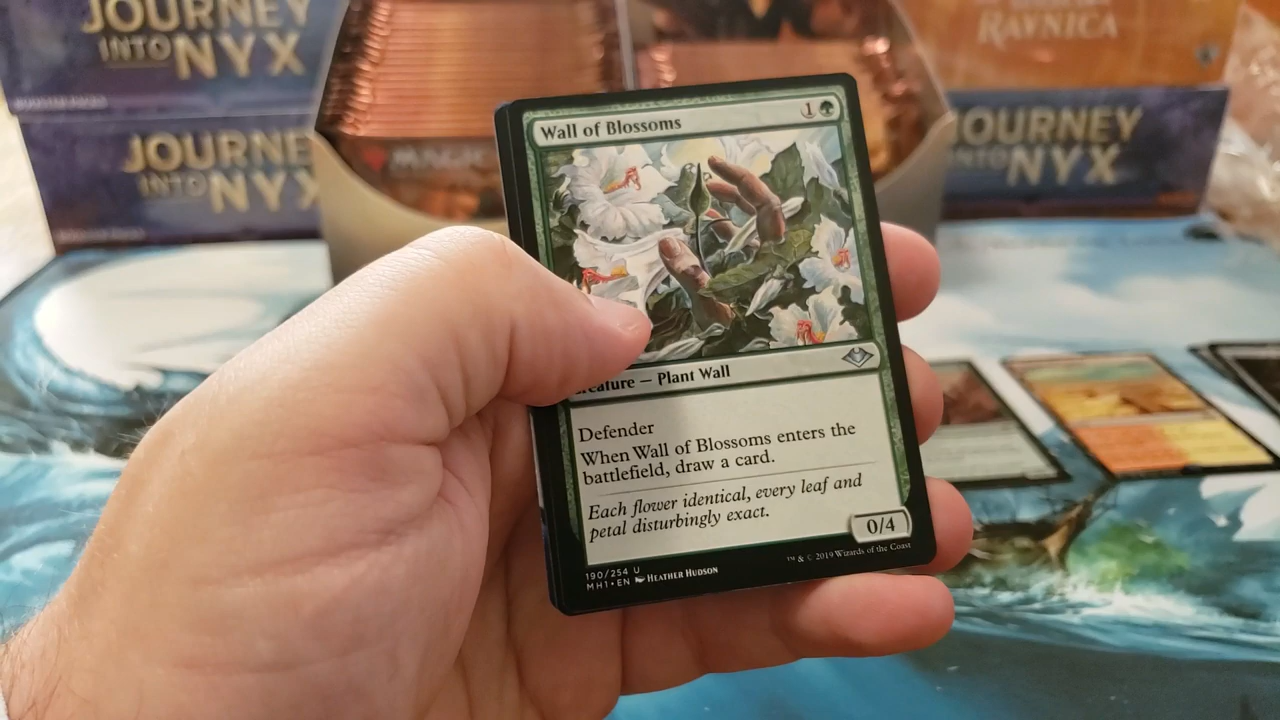 JOURNEY
INTO NYX
RAVNICA
JOURNE
INTO NYX
MAGIC
JOURNEY
INTO NYX
Wall of Blossoms
1
reature — Plant Wall
Defender
When Wall of Blossoms enters the
battlefield, draw a card.
Each flower identical, every leaf and
petal disturbingly exact.
0/4
190/254 U
MH1 • EN Heather Hudson
™ & © 2019 Wizards of the Coast